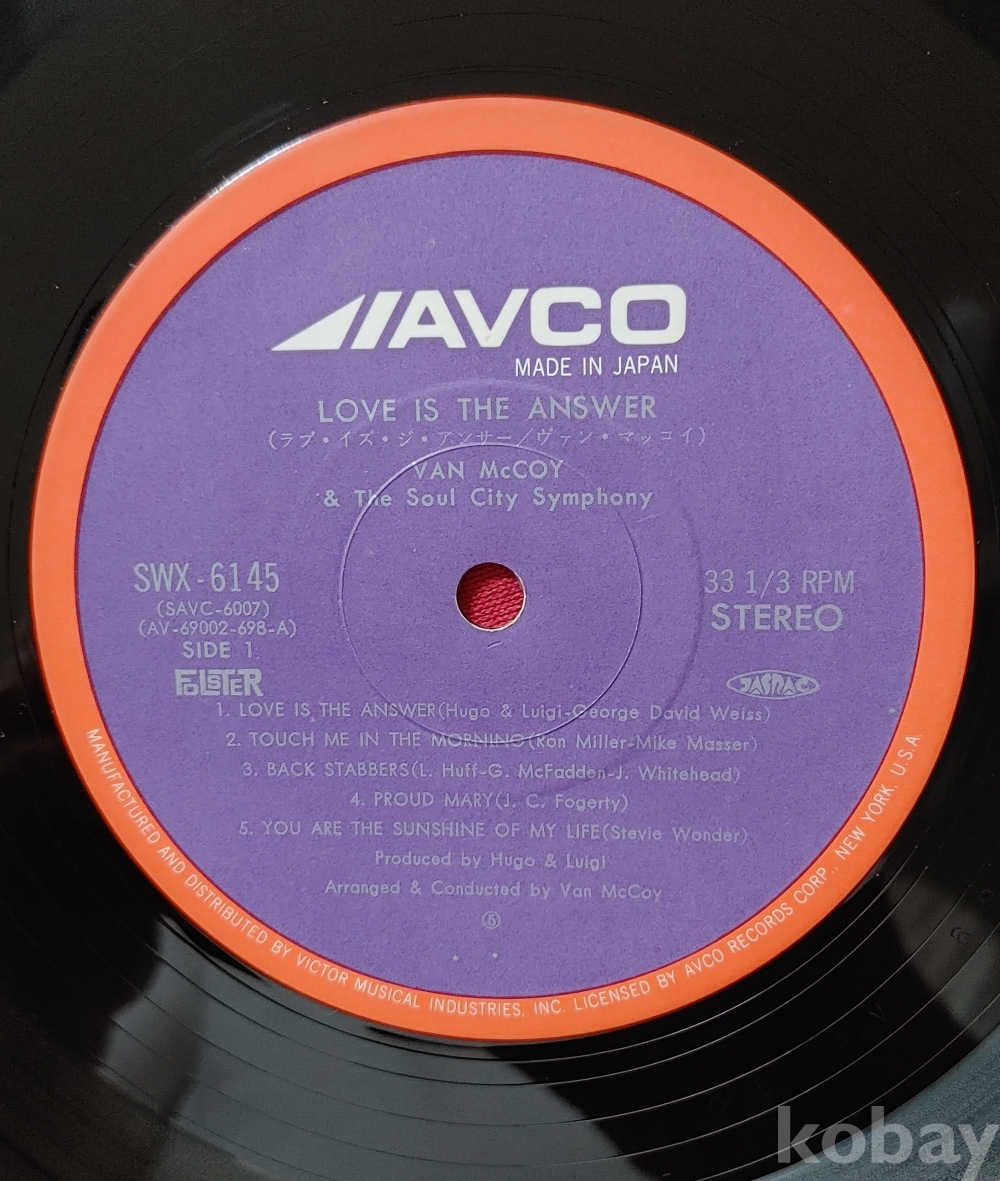 AVCO
MADE IN JAPAN
LOVE IS THE ANSWER
(ラブ・イズ・ジ・アンサー/ヴァン・マッコイ)
VAN McCOY
& The Soul City Symphony
SWX-6145
(SAVC-6007)
(AV-69002-698-A)
SIDE 1
FOLSTER
33 1/3 RPM
STEREO
JASRAC
1. LOVE IS THE ANSWER(Hugo & Luigi-George David Weiss)
2. TOUCH ME IN THE MORNING(Ron Miller-Mike Masser)
3. BACK STABBERS(L. Huff-G. McFadden-J. Whitehead)
4. PROUD MARY(J. C. Fogerty)
5. YOU ARE THE SUNSHINE OF MY LIFE(Stevie Wonder)
Produced by Hugo & Luigi
Arranged & Conducted by Van McCoy
⑤
MANUFACTURED AND DISTRIBUTED BY VICTOR MUSICAL INDUSTRIES, INC. LICENSED BY AVCO RECORDS CORP., NEW YORK, U.S.A.
kobay